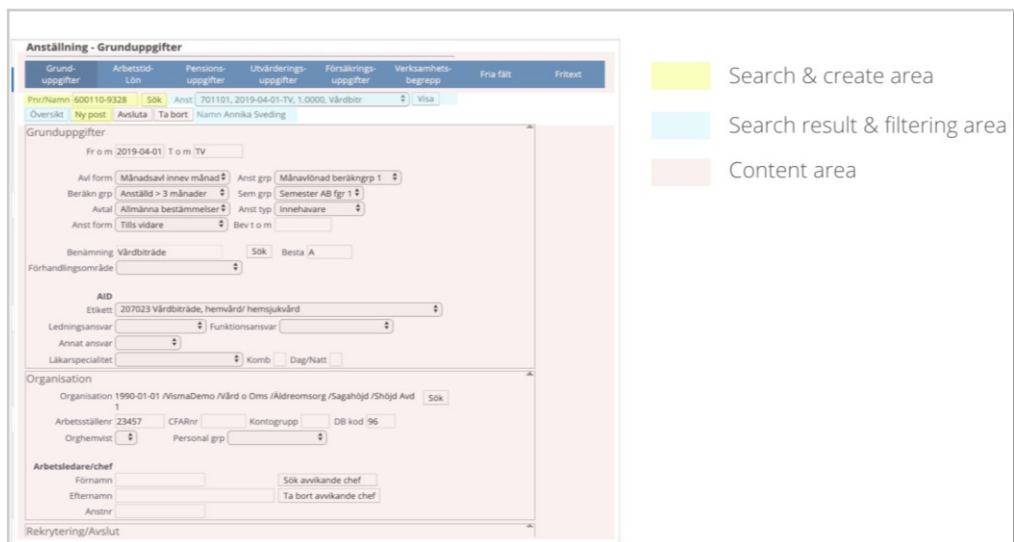 Anställning - Grunduppgifter
Grund-uppgifter Arbetstid-Lön Pensions-uppgifter Utvärderings-uppgifter Försäkrings-uppgifter Verksamhets-begrepp Fria fält Fritext
Pnr/Namn 600110-9328 Sök Anst 701101, 2019-04-01-TV, 1.0000, Vårdbitr Visa
Översikt Ny post Avsluta Ta bort Namn Annika Sveding
Grunduppgifter
Fr o m 2019-04-01 T o m TV
Avl form Månadsavl innev månad Anst grp Månavlönad beräkngrp 1
Beräkn grp Anställd > 3 månader Sem grp Semester AB fgr 1
Avtal Allmänna bestämmelser Anst typ Innehavare
Anst form Tills vidare Bev t o m
Benämning Vårdbiträde Sök Besta A
Förhandlingsområde
AID
Etikett 207023 Vårdbiträde, hemvård/ hemsjukvård
Ledningsansvar Funktionsansvar
Annat ansvar
Läkarspecialitet Komb Dag/Natt
Organisation
Organisation 1990-01-01 /VismaDemo /Vård o Oms /Äldreomsorg /Sagahöjd /Shöjd Avd Sök
1
Arbetsställenr 23457 CFARnr Kontogrupp DB kod 96
Orghemvist Personal grp
Arbetsledare/chef
Förnamn Sök avvikande chef
Efternamn Ta bort avvikande chef
Anstnr
Rekrytering/Avslut
Search & create area
Search result & filtering area
Content area